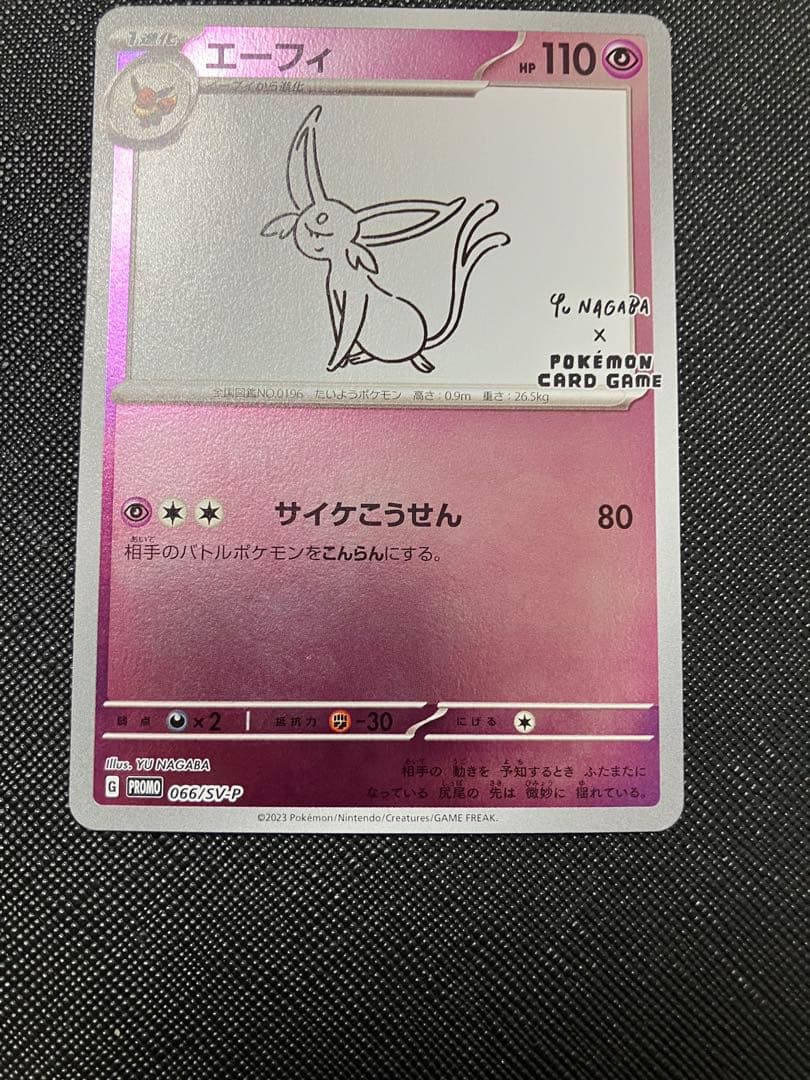 1進化
エーフィ
HP 110
イーブイから進化
Yu NAGABA
×
POKÉMON
CARD GAME
全国図鑑NO.0196 たいようポケモン 高さ:0.9m 重さ:26.5kg
サイケこうせん 80
相手のバトルポケモンをこんらんにする。
弱点 ×2 抵抗力 -30 にげる
Illus. YU NAGABA
相手の 動きを 予知するとき ふたまたに
なっている 尻尾の 先は 微妙に 揺れている。
G PROMO 066/SV-P
©2023 Pokémon/Nintendo/Creatures/GAME FREAK.